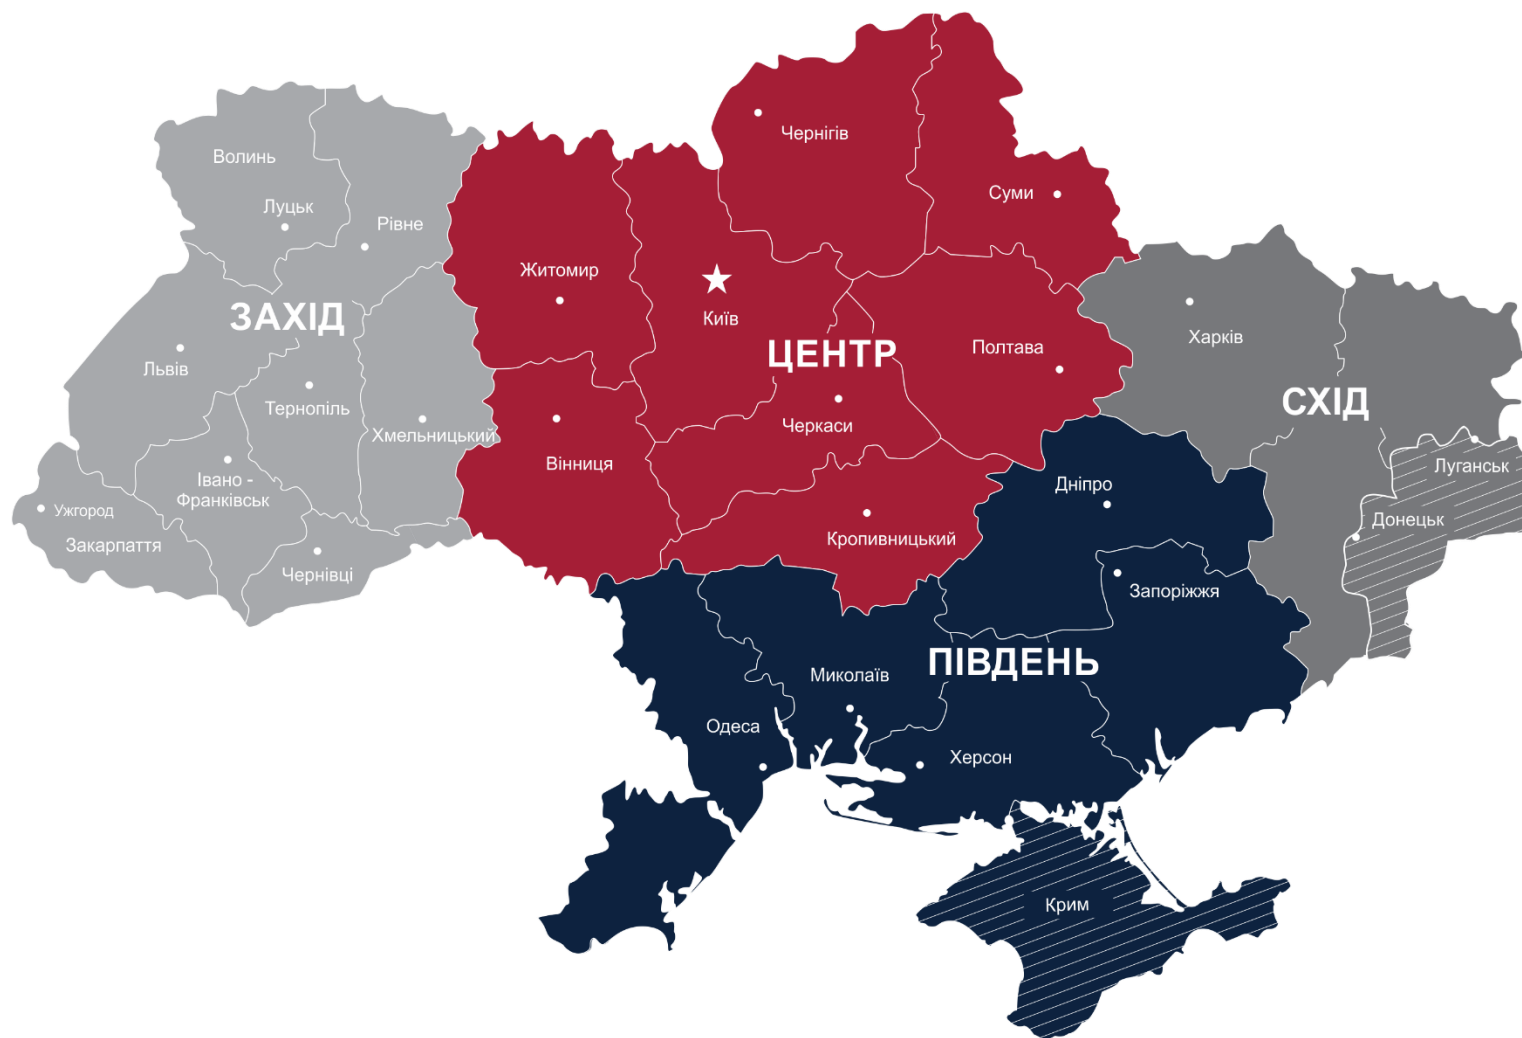 Чернігів
Волинь
Суми
Луцьк
Рівне
Житомир
ЗАХІД
Київ
Харків
ЦЕНТР
Полтава
Львів
СХІД
Тернопіль
Черкаси
Хмельницький
Вінниця
Луганськ
Івано -
Франківськ
Дніпро
Ужгород
Донецьк
Закарпаття
Кропивницький
Чернівці
Запоріжжя
ПІВДЕНЬ
Миколаїв
Одеса
Херсон
Крим